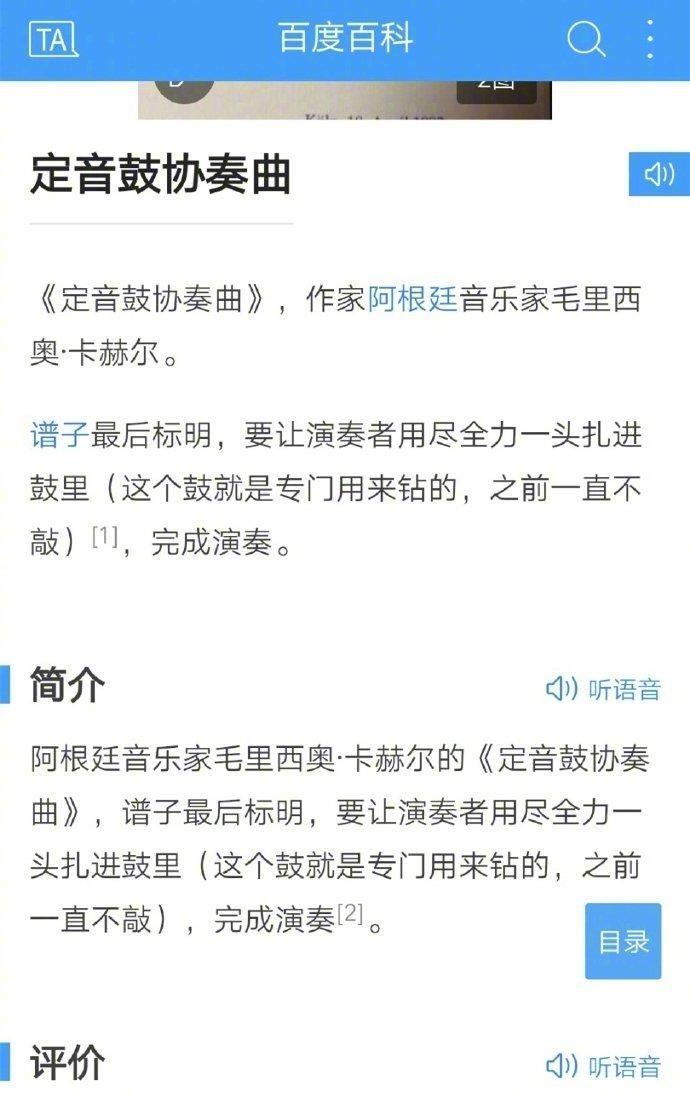 TA 百度百科
2图
定音鼓协奏曲
《定音鼓协奏曲》，作家阿根廷音乐家毛里西
奥·卡赫尔。
谱子最后标明，要让演奏者用尽全力一头扎进
鼓里（这个鼓就是专门用来钻的，之前一直不
敲）[1]，完成演奏。
简介 听语音
阿根廷音乐家毛里西奥·卡赫尔的《定音鼓协奏
曲》，谱子最后标明，要让演奏者用尽全力一
头扎进鼓里（这个鼓就是专门用来钻的，之前
一直不敲），完成演奏[2]。
目录
评价 听语音